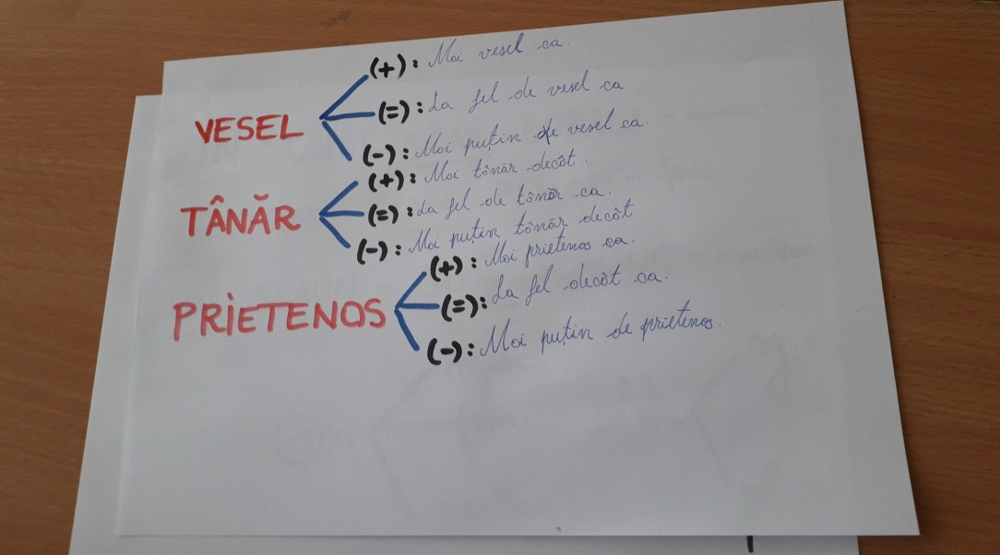 (+): Mai vesel ca.
VESEL (=): La fel de vesel ca
(-): Mai puțin de vesel ca.
(+): Mai tânăr decât.
TÂNĂR (=): La fel de tânăr ca.
(-): Mai puțin tânăr decât
(+): Mai prietenos ca.
PRIETENOS (=): La fel decât ca.
(-): Mai puțin de prietenos.